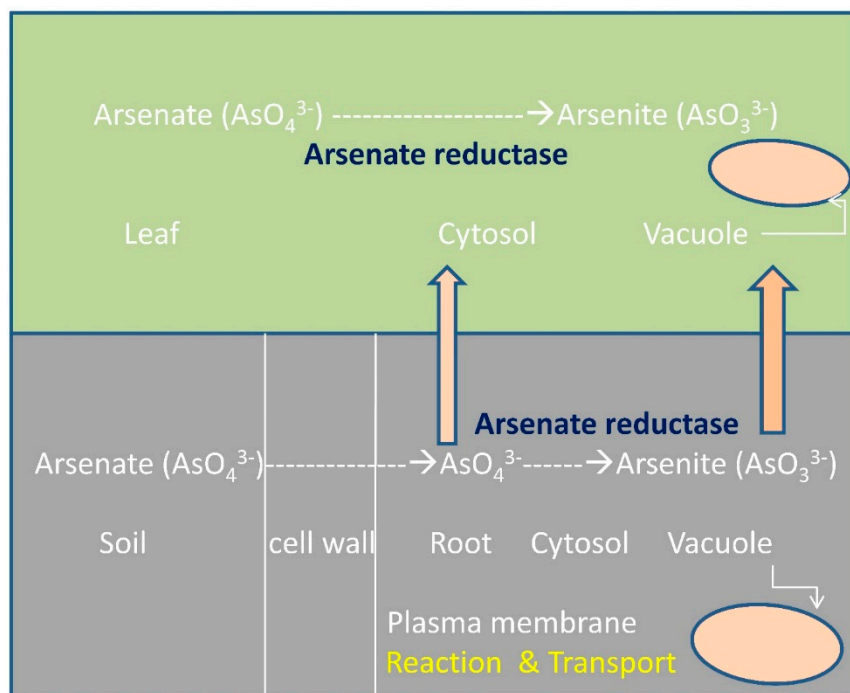 Arsenate (AsO₄³⁻) -------------------→Arsenite (AsO₃³⁻)
Arsenate reductase
Leaf Cytosol Vacuole
Arsenate reductase
Arsenate (AsO₄³⁻)--------------→AsO₄³⁻------→Arsenite (AsO₃³⁻)
Soil cell wall Root Cytosol Vacuole
Plasma membrane
Reaction & Transport